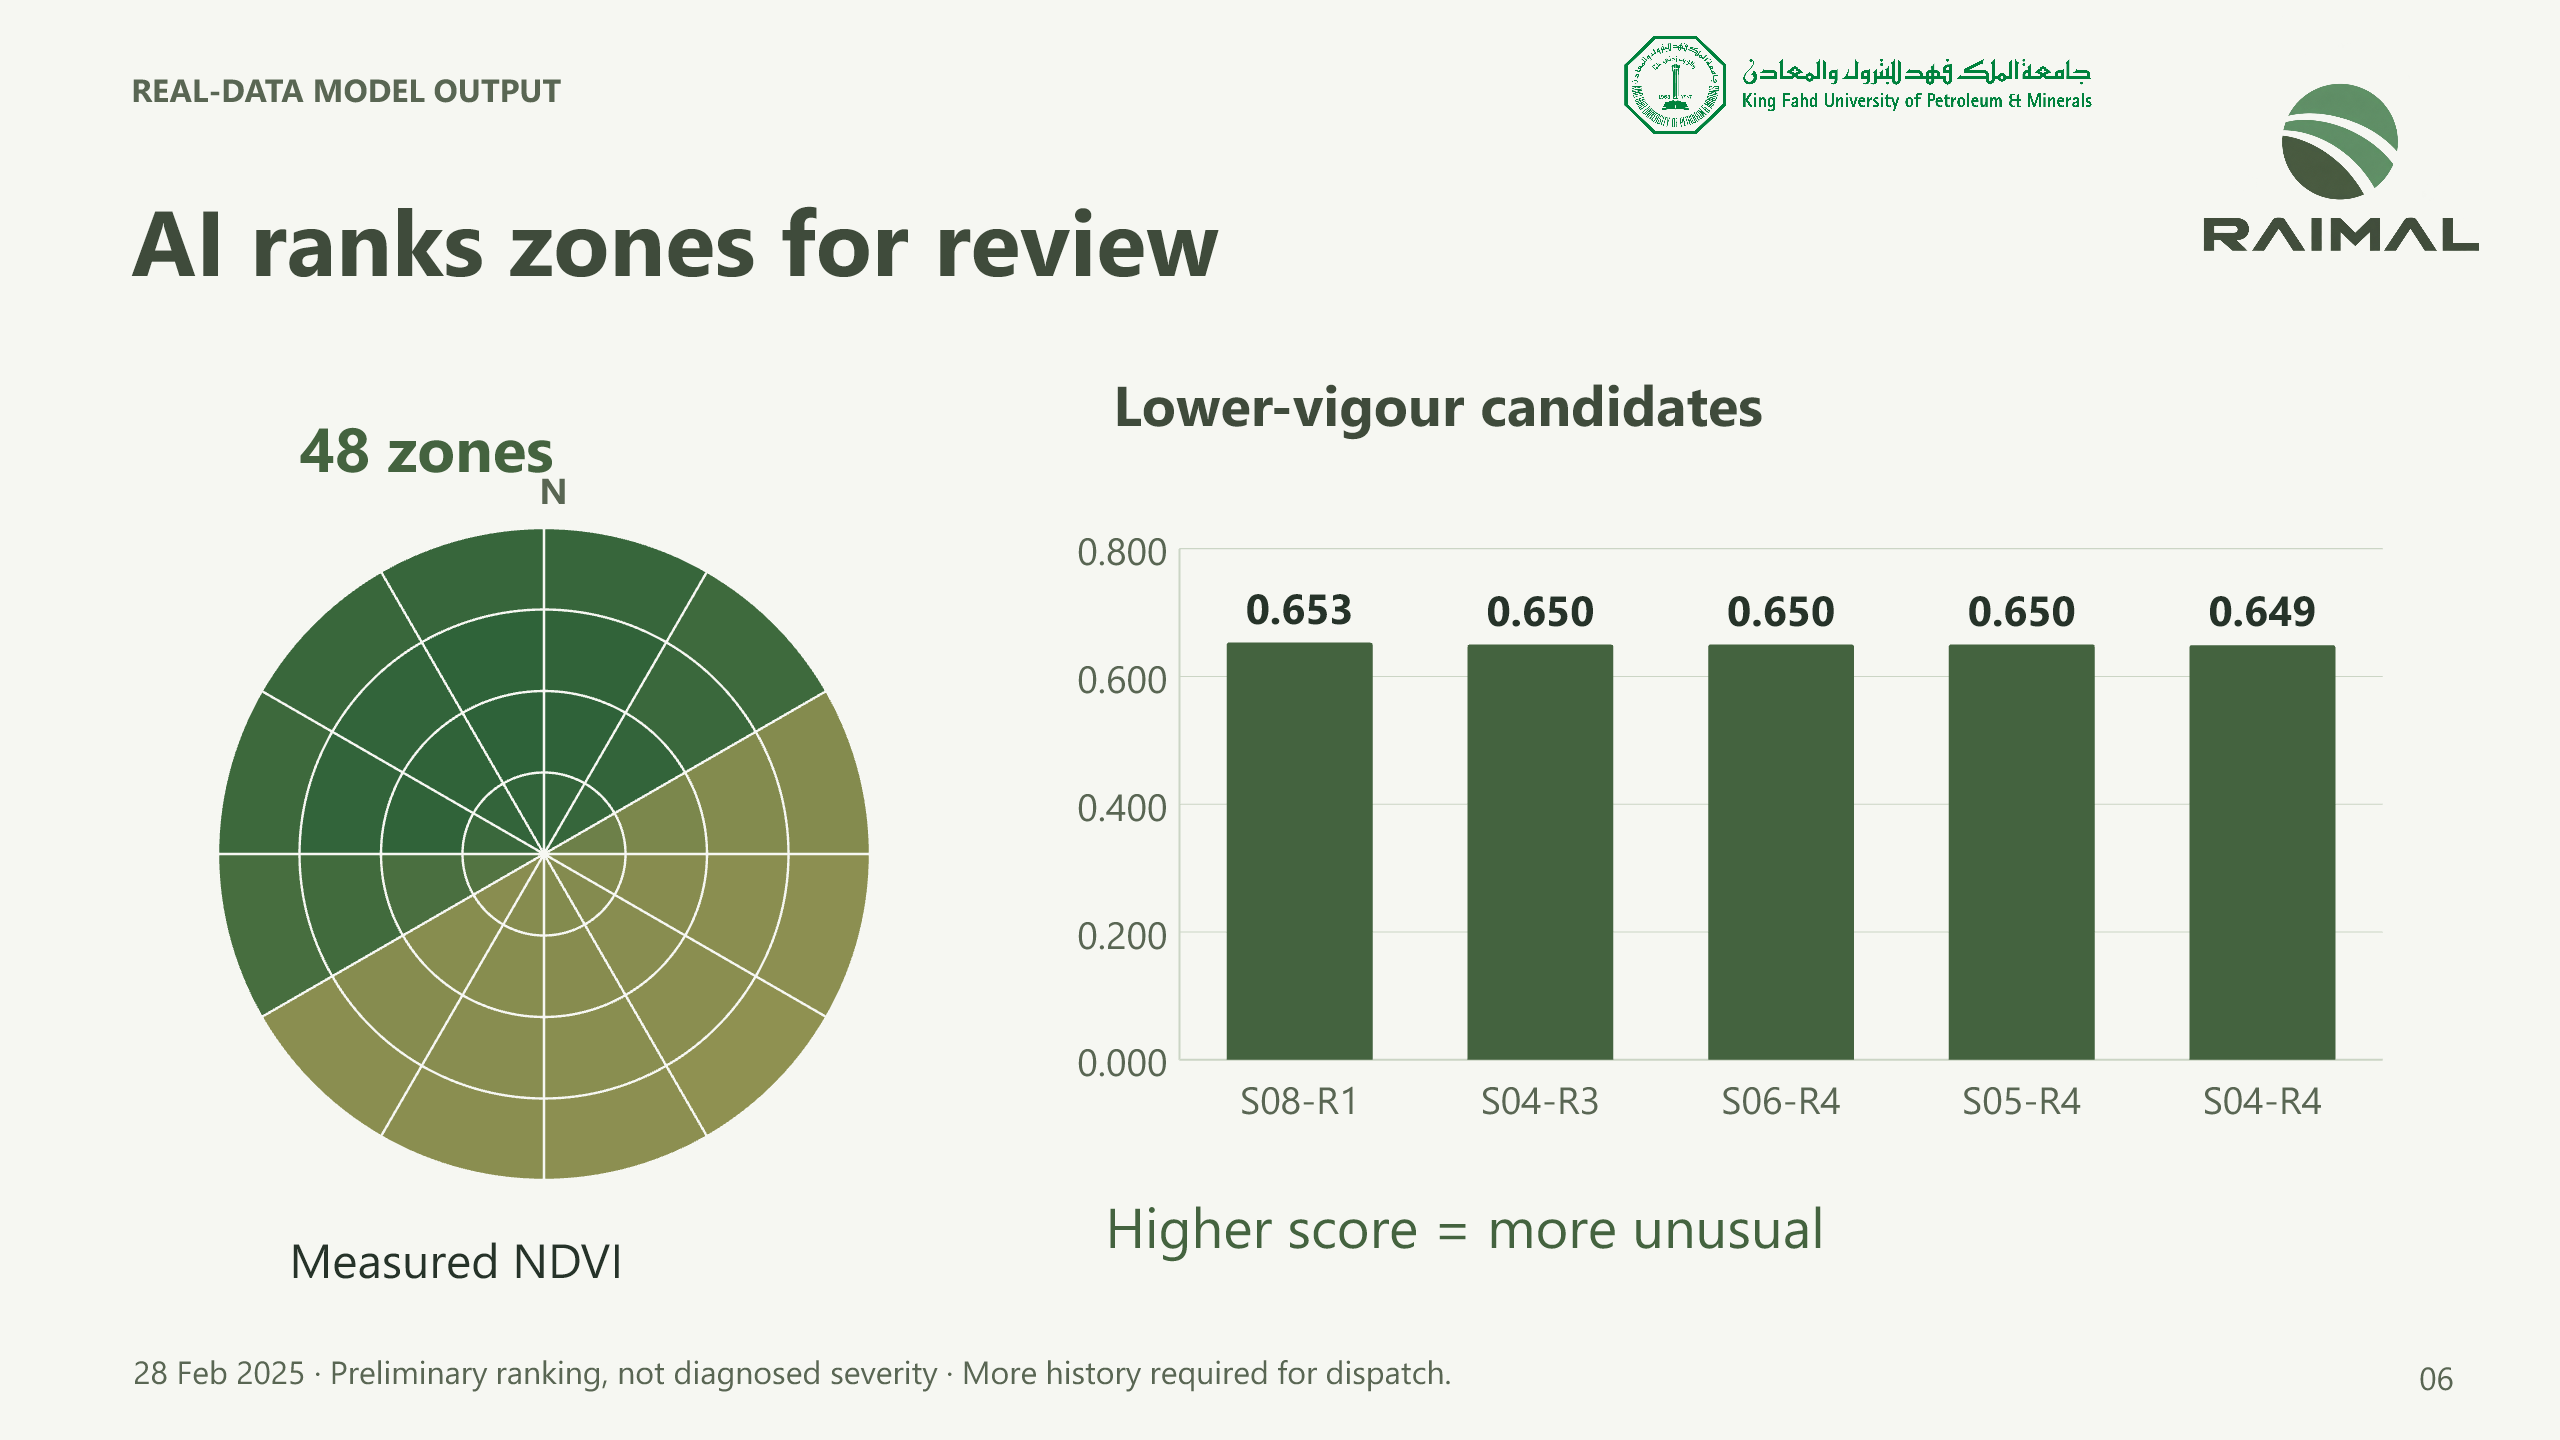 REAL-DATA MODEL OUTPUT
جامعة الملك فهد للبترول والمعادن
King Fahd University of Petroleum & Minerals
RAIMAL
AI ranks zones for review
48 zones
N
Measured NDVI
Lower-vigour candidates
0.800
0.600
0.400
0.200
0.000
0.653 0.650 0.650 0.650 0.649
S08-R1 S04-R3 S06-R4 S05-R4 S04-R4
Higher score = more unusual
28 Feb 2025 · Preliminary ranking, not diagnosed severity · More history required for dispatch.
06